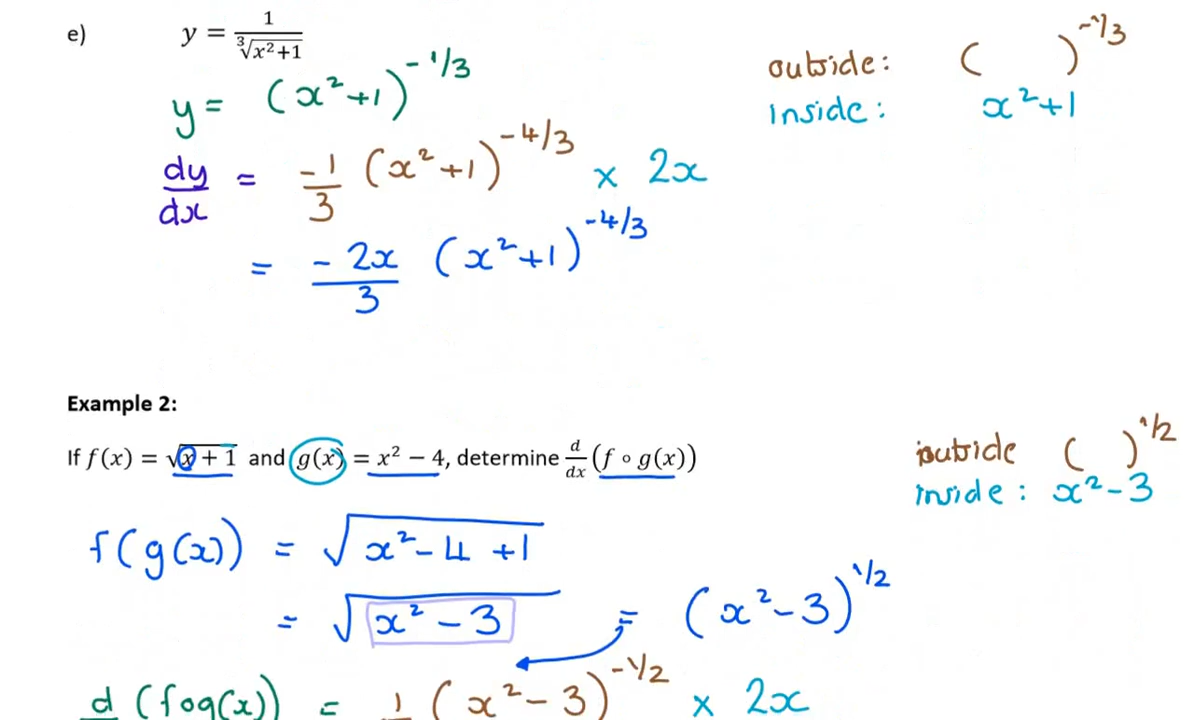 e) y = 1/∛(x²+1)
outside: ( )^(-1/3)
inside: x²+1
y = (x²+1)^(-1/3)
dy/dx = -1/3 (x²+1)^(-4/3) × 2x
= -2x/3 (x²+1)^(-4/3)
Example 2:
If f(x) = √(x + 1) and g(x) = x² − 4, determine d/dx (f ∘ g(x))
outside ( )^(1/2)
inside: x²-3
f(g(x)) = √(x²-4+1)
= √(x²-3) = (x²-3)^(1/2)
d (fog(x)) = 1 (x²-3)^(-1/2) × 2x